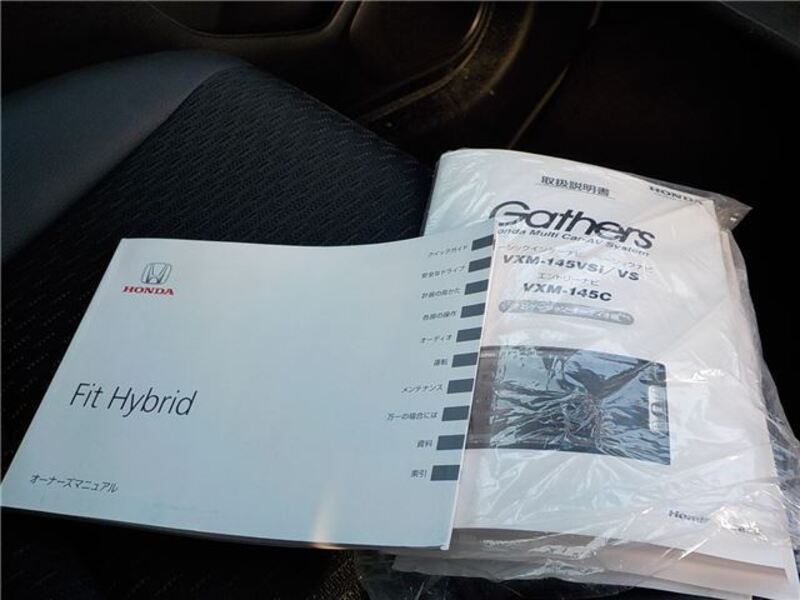 HONDA
Fit Hybrid
オーナーズマニュアル
クイックガイド
安全なドライブ
計器の見かた
各部の操作
オーディオ
運転
メンテナンス
万一の場合には
資料
索引
取扱説明書
HONDA
Gathers
Honda Multi Car-AV System
VXM-145VSi/VS
エントリーナビ
VXM-145C